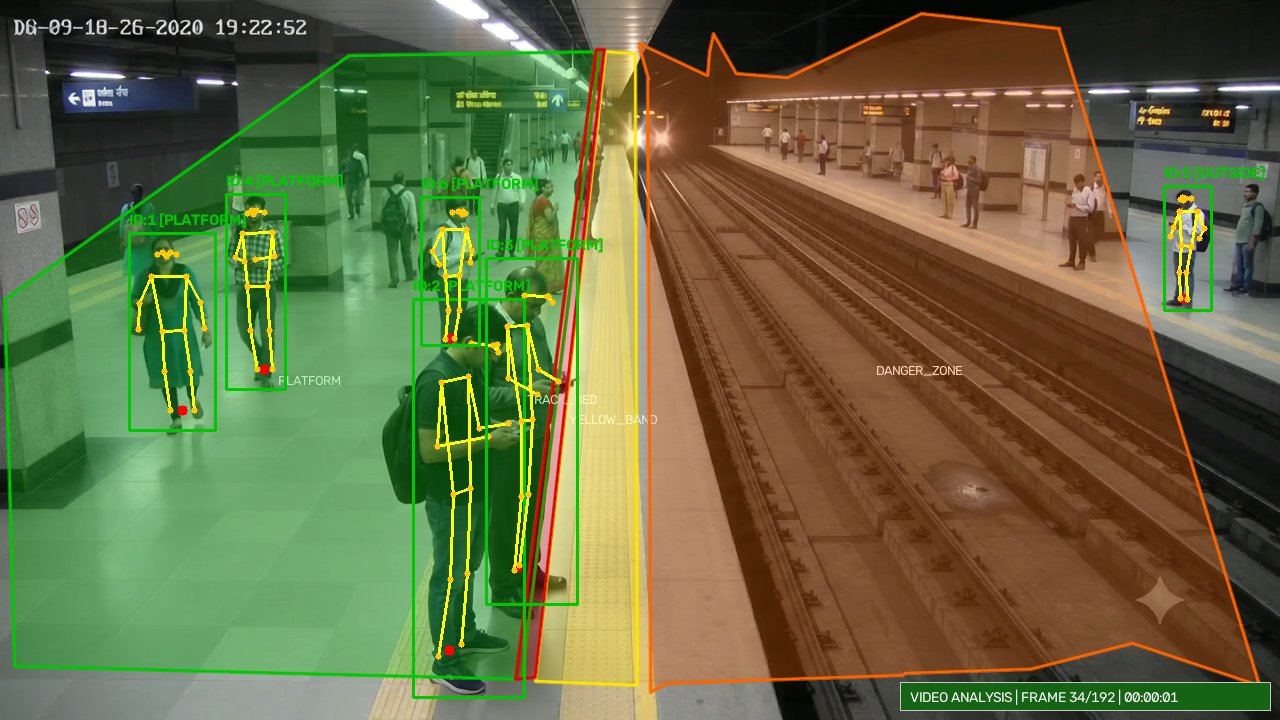 DG-09-18-26-2020 19:22:52
ID:4 [PLATFORM]
ID:6 [PLATFORM]
ID:5 [OUTSIDE]
ID:1 [PLATFORM]
ID:3 [PLATFORM]
ID:2 [PLATFORM]
DANGER_ZONE
PLATFORM
TRACK_BED
YELLOW_BAND
VIDEO ANALYSIS | FRAME 34/192 | 00:00:01